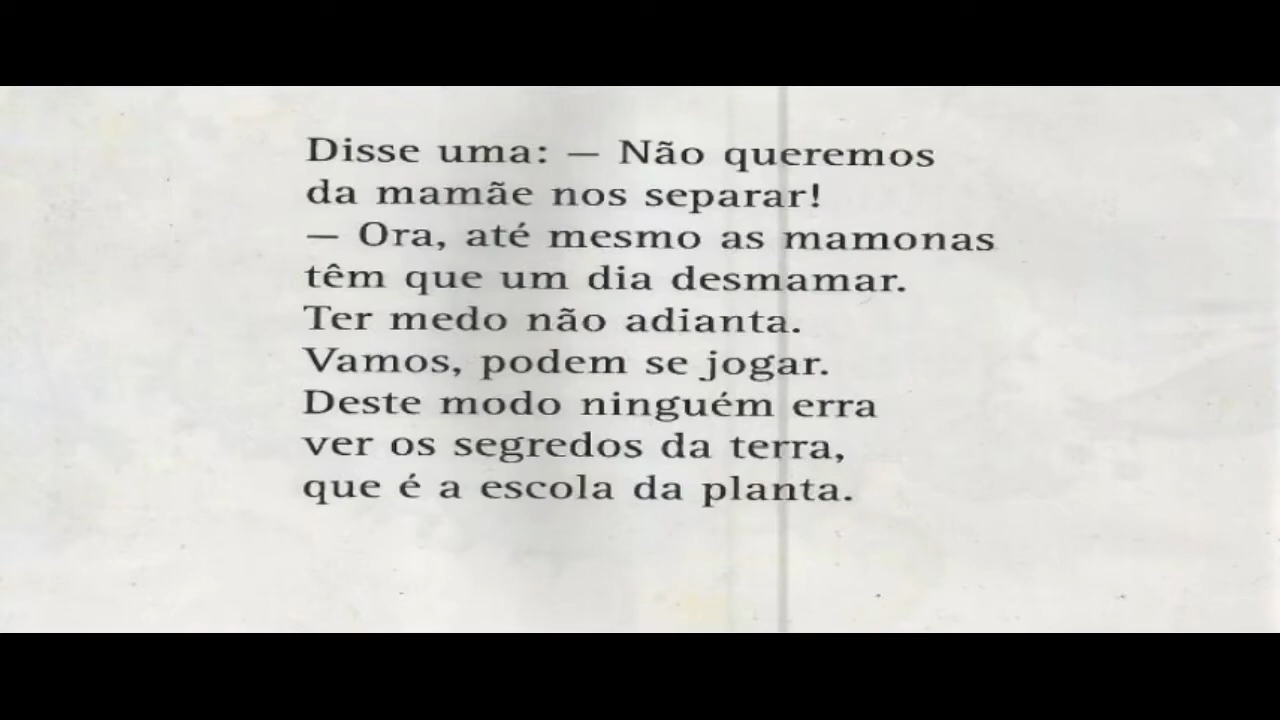 Disse uma: — Não queremos
da mamãe nos separar!
— Ora, até mesmo as mamonas
têm que um dia desmamar.
Ter medo não adianta.
Vamos, podem se jogar.
Deste modo ninguém erra
ver os segredos da terra,
que é a escola da planta.